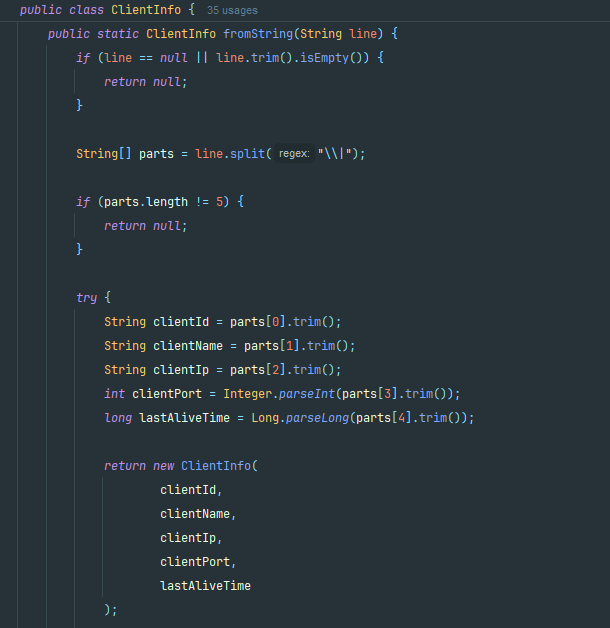 public class ClientInfo { 35 usages
public static ClientInfo fromString(String line) {
if (line == null || line.trim().isEmpty()) {
return null;
}
String[] parts = line.split( regex: "\\|");
if (parts.length != 5) {
return null;
}
try {
String clientId = parts[0].trim();
String clientName = parts[1].trim();
String clientIp = parts[2].trim();
int clientPort = Integer.parseInt(parts[3].trim());
long lastAliveTime = Long.parseLong(parts[4].trim());
return new ClientInfo(
clientId,
clientName,
clientIp,
clientPort,
lastAliveTime
);